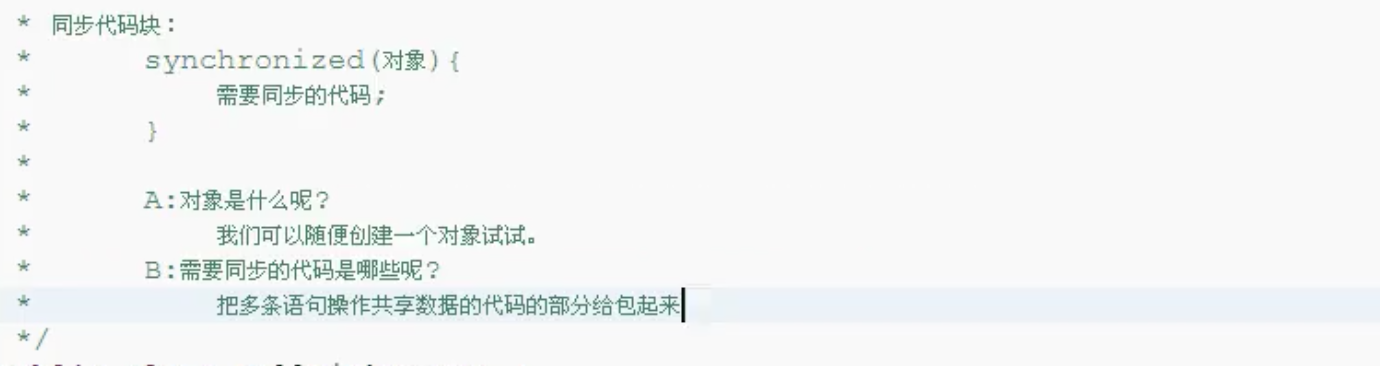 * 同步代码块：
* synchronized(对象){
* 需要同步的代码;
* }
*
* A:对象是什么呢?
* 我们可以随便创建一个对象试试。
* B:需要同步的代码是哪些呢?
* 把多条语句操作共享数据的代码的部分给包起来
*/